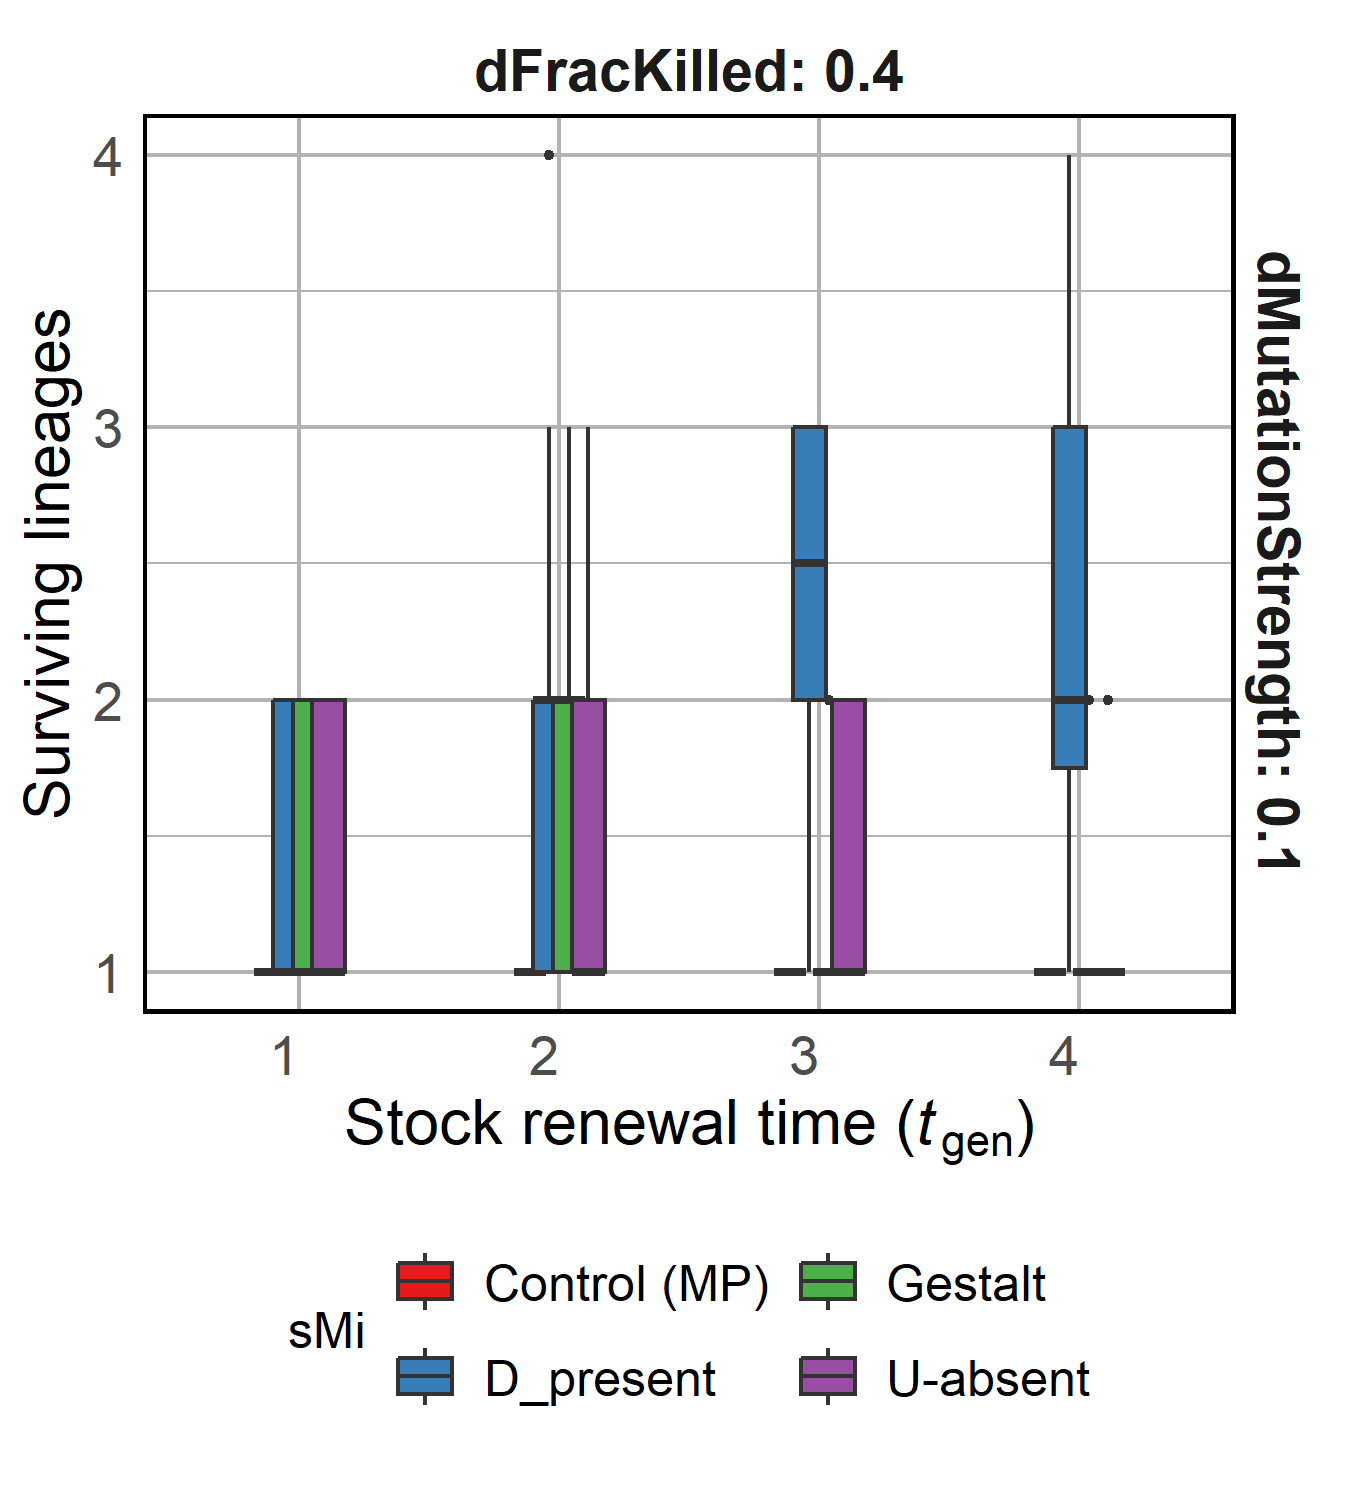 dFracKilled: 0.4
4
3
2
1
Surviving lineages
dMutationStrength: 0.1
1 2 3 4
Stock renewal time (tgen)
sMi
Control (MP)
Gestalt
D_present
U-absent